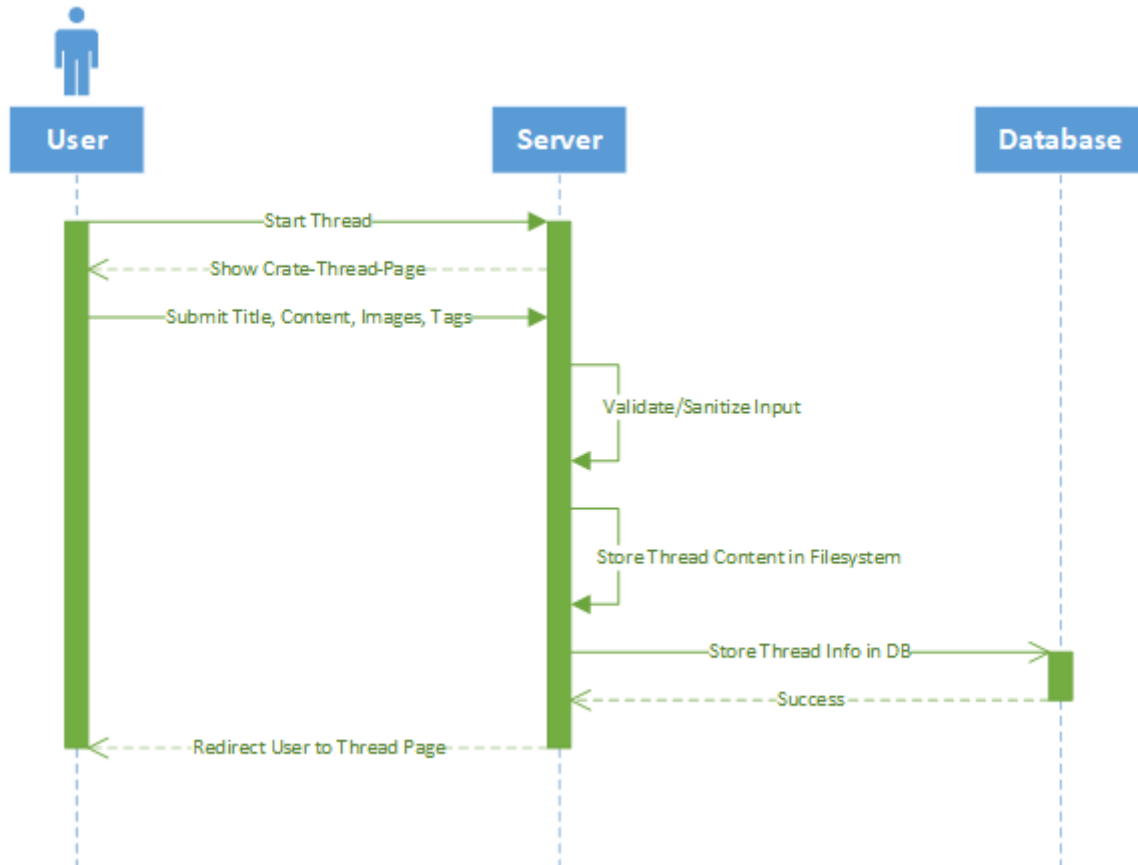 User
Server
Database
Start Thread
Show Crate-Thread-Page
Submit Title, Content, Images, Tags
Validate/Sanitize Input
Store Thread Content in Filesystem
Store Thread Info in DB
Success
Redirect User to Thread Page